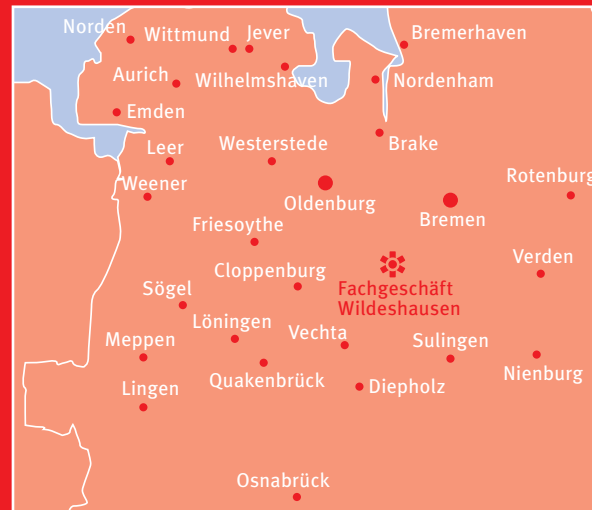 Norden
Wittmund
Jever
Bremerhaven
Aurich
Wilhelmshaven
Nordenham
Emden
Leer
Westerstede
Brake
Weener
Oldenburg
Rotenburg
Bremen
Friesoythe
Cloppenburg
Verden
Sögel
Fachgeschäft
Wildeshausen
Löningen
Vechta
Meppen
Sulingen
Quakenbrück
Diepholz
Nienburg
Lingen
Osnabrück